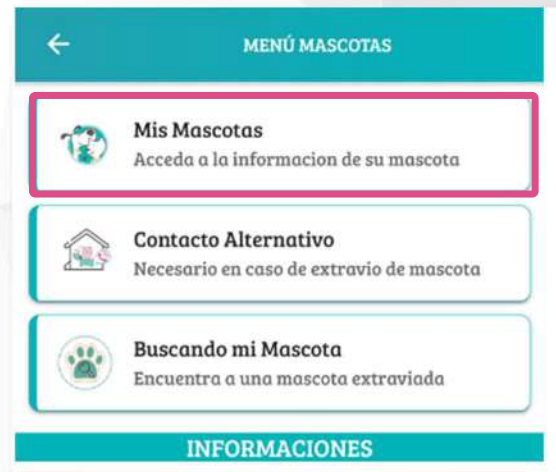 MENÚ MASCOTAS
Mis Mascotas
Acceda a la informacion de su mascota
Contacto Alternativo
Necesario en caso de extravio de mascota
Buscando mi Mascota
Encuentra a una mascota extraviada
INFORMACIONES